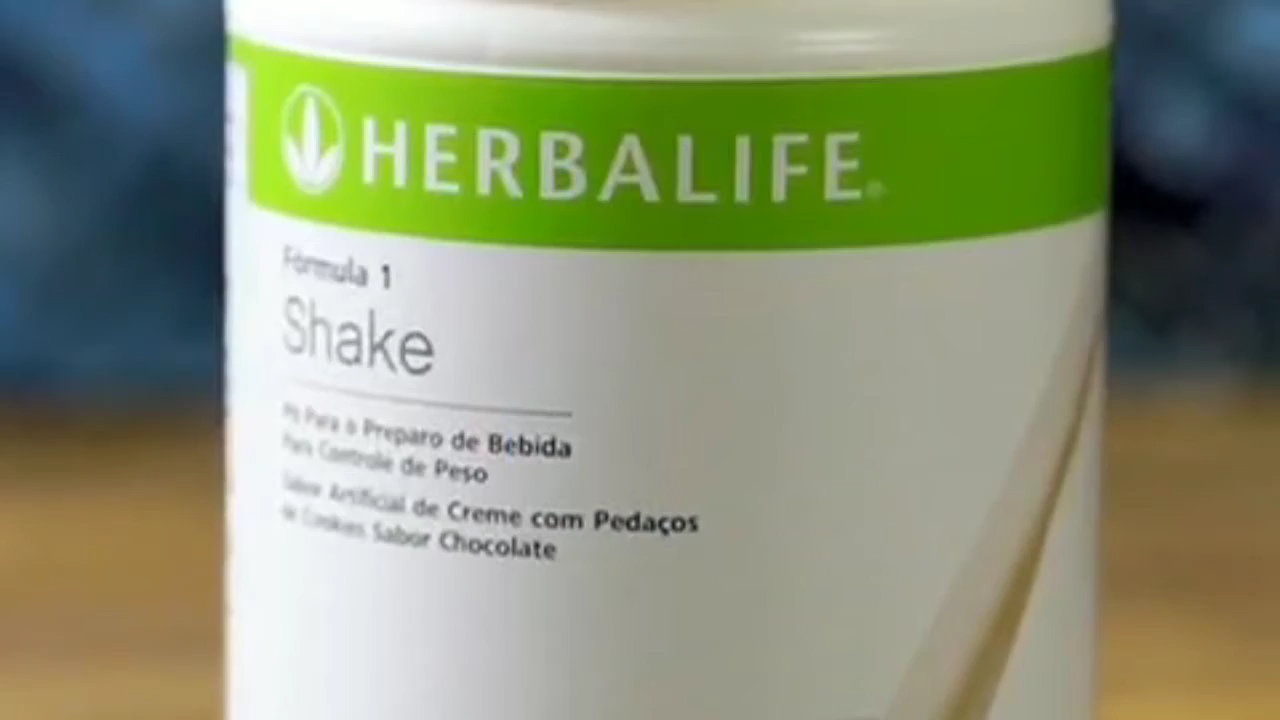 HERBALIFE®
Fórmula 1
Shake
Pó Para o Preparo de Bebida
Para Controle de Peso
Sabor Artificial de Creme com Pedaços
de Cookies Sabor Chocolate